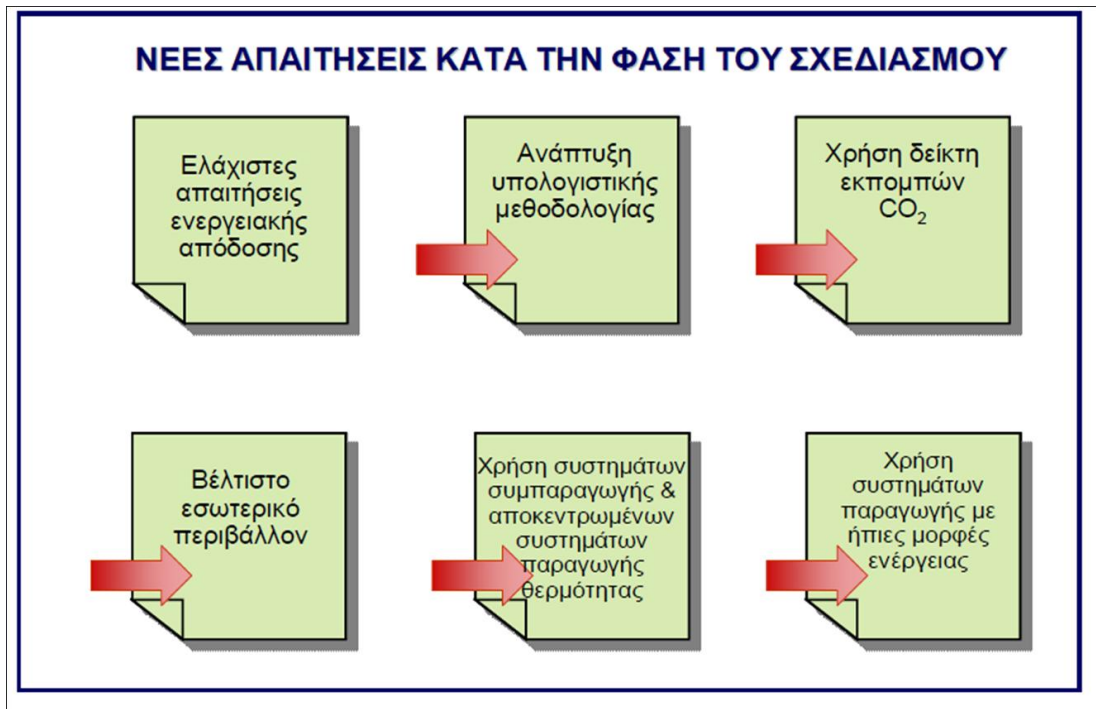 ΝΕΕΣ ΑΠΑΙΤΗΣΕΙΣ ΚΑΤΑ ΤΗΝ ΦΑΣΗ ΤΟΥ ΣΧΕΔΙΑΣΜΟΥ
Ελάχιστες
απαιτήσεις
ενεργειακής
απόδοσης
Ανάπτυξη
υπολογιστικής
μεθοδολογίας
Χρήση δείκτη
εκπομπών
CO₂
Βέλτιστο
εσωτερικό
περιβάλλον
Χρήση συστημάτων
συμπαραγωγής &
αποκεντρωμένων
συστημάτων
παραγωγής
θερμότητας
Χρήση
συστημάτων
παραγωγής με
ήπιες μορφές
ενέργειας